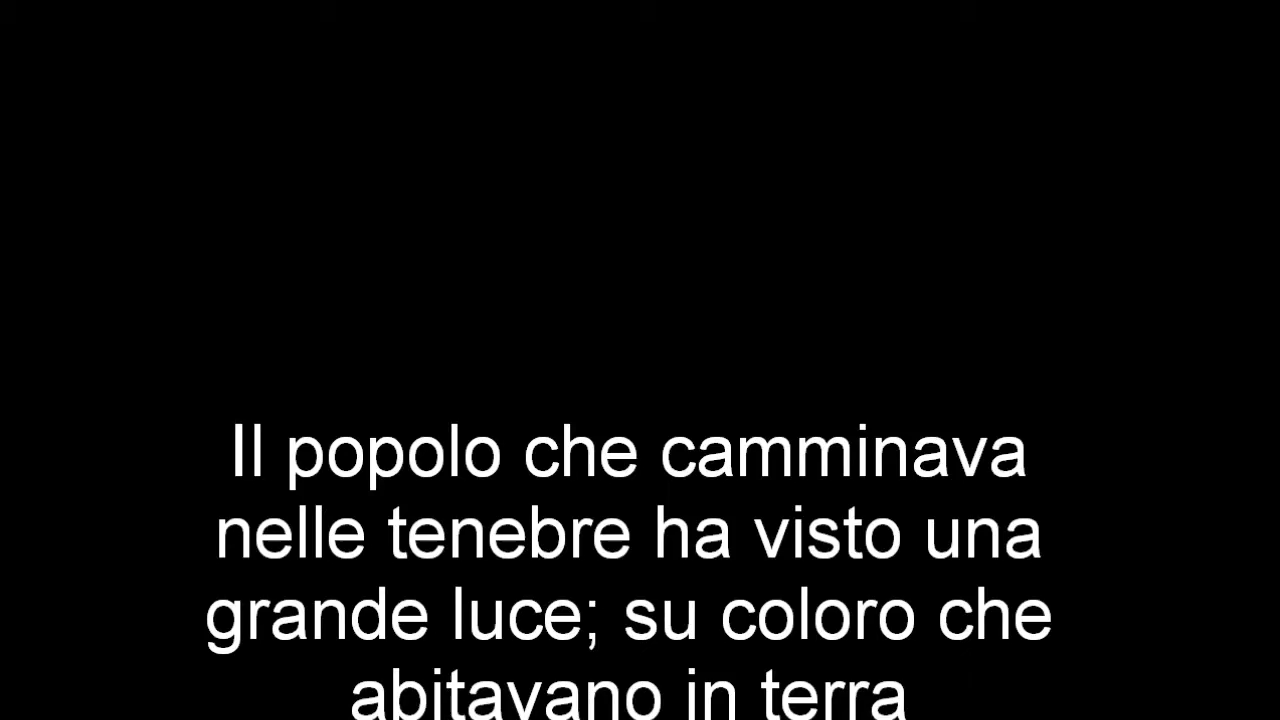 Il popolo che camminava
nelle tenebre ha visto una
grande luce; su coloro che
abitavano in terra